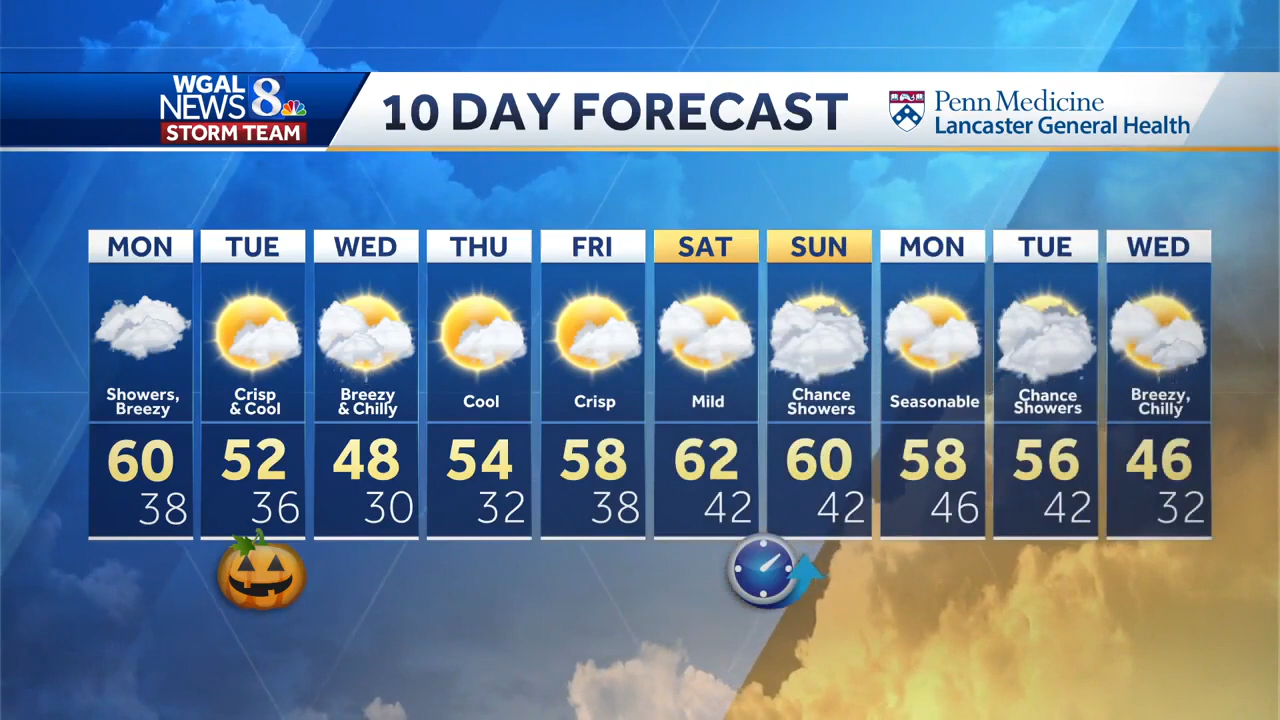 WGAL
NEWS 8
STORM TEAM
10 DAY FORECAST
Penn Medicine
Lancaster General Health
MON
TUE
WED
THU
FRI
SAT
SUN
MON
TUE
WED
Showers,
Breezy
Crisp
& Cool
Breezy
& Chilly
Cool
Crisp
Mild
Chance
Showers
Seasonable
Chance
Showers
Breezy,
Chilly
60
52
48
54
58
62
60
58
56
46
38
36
30
32
38
42
42
46
42
32